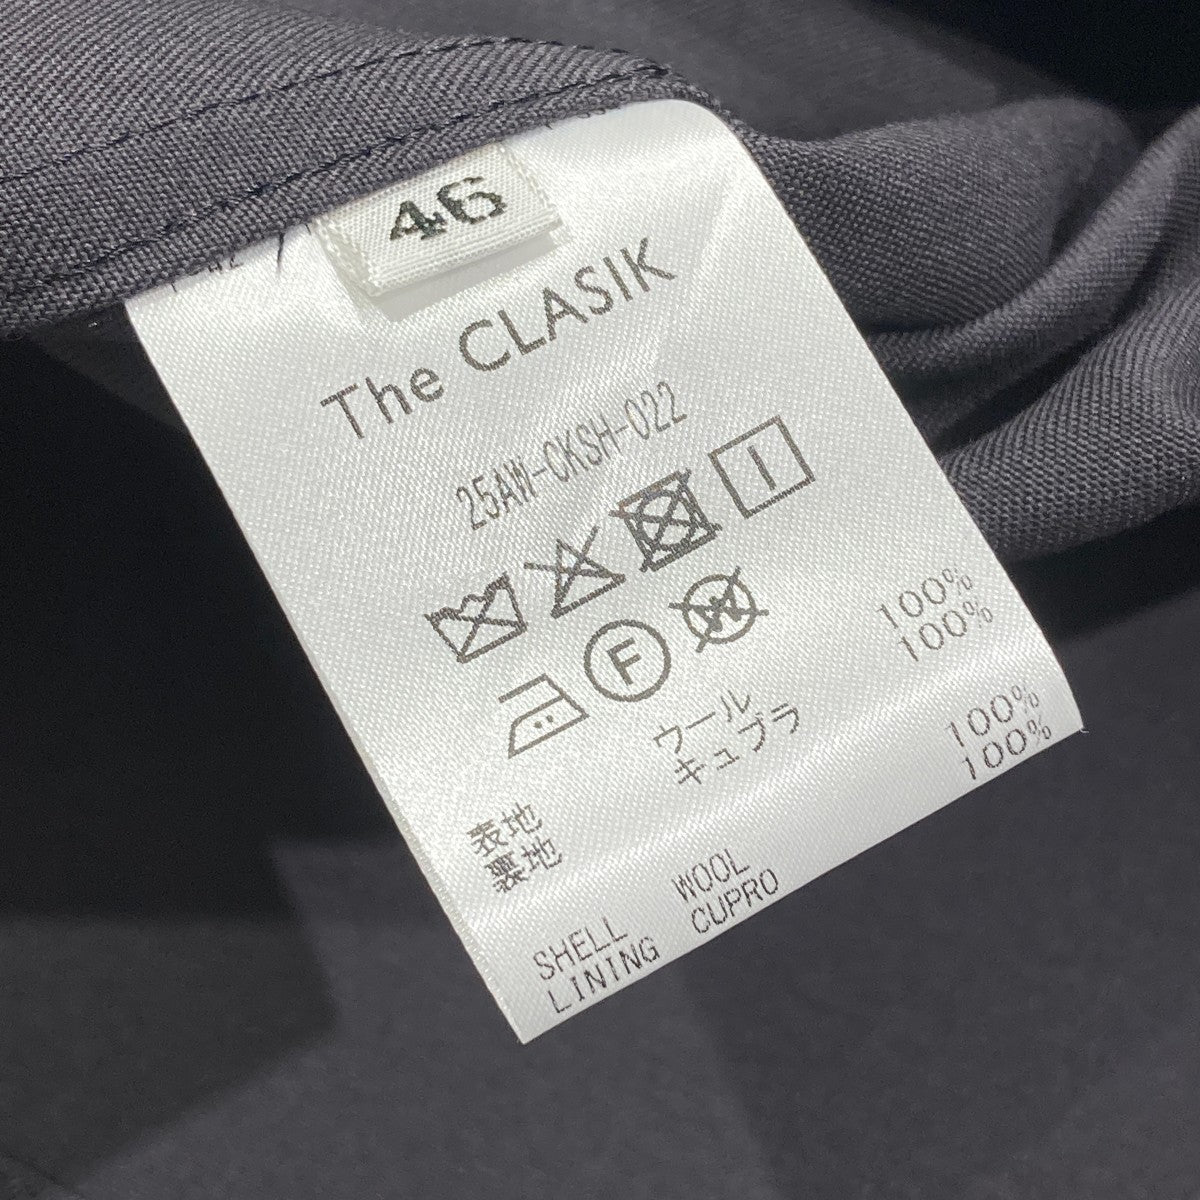 46
The CLASIK
25AW-CKSH-022
F
W
表地 ウール 100%
裏地 キュプラ 100%
SHELL WOOL 100%
LINING CUPRO 100%